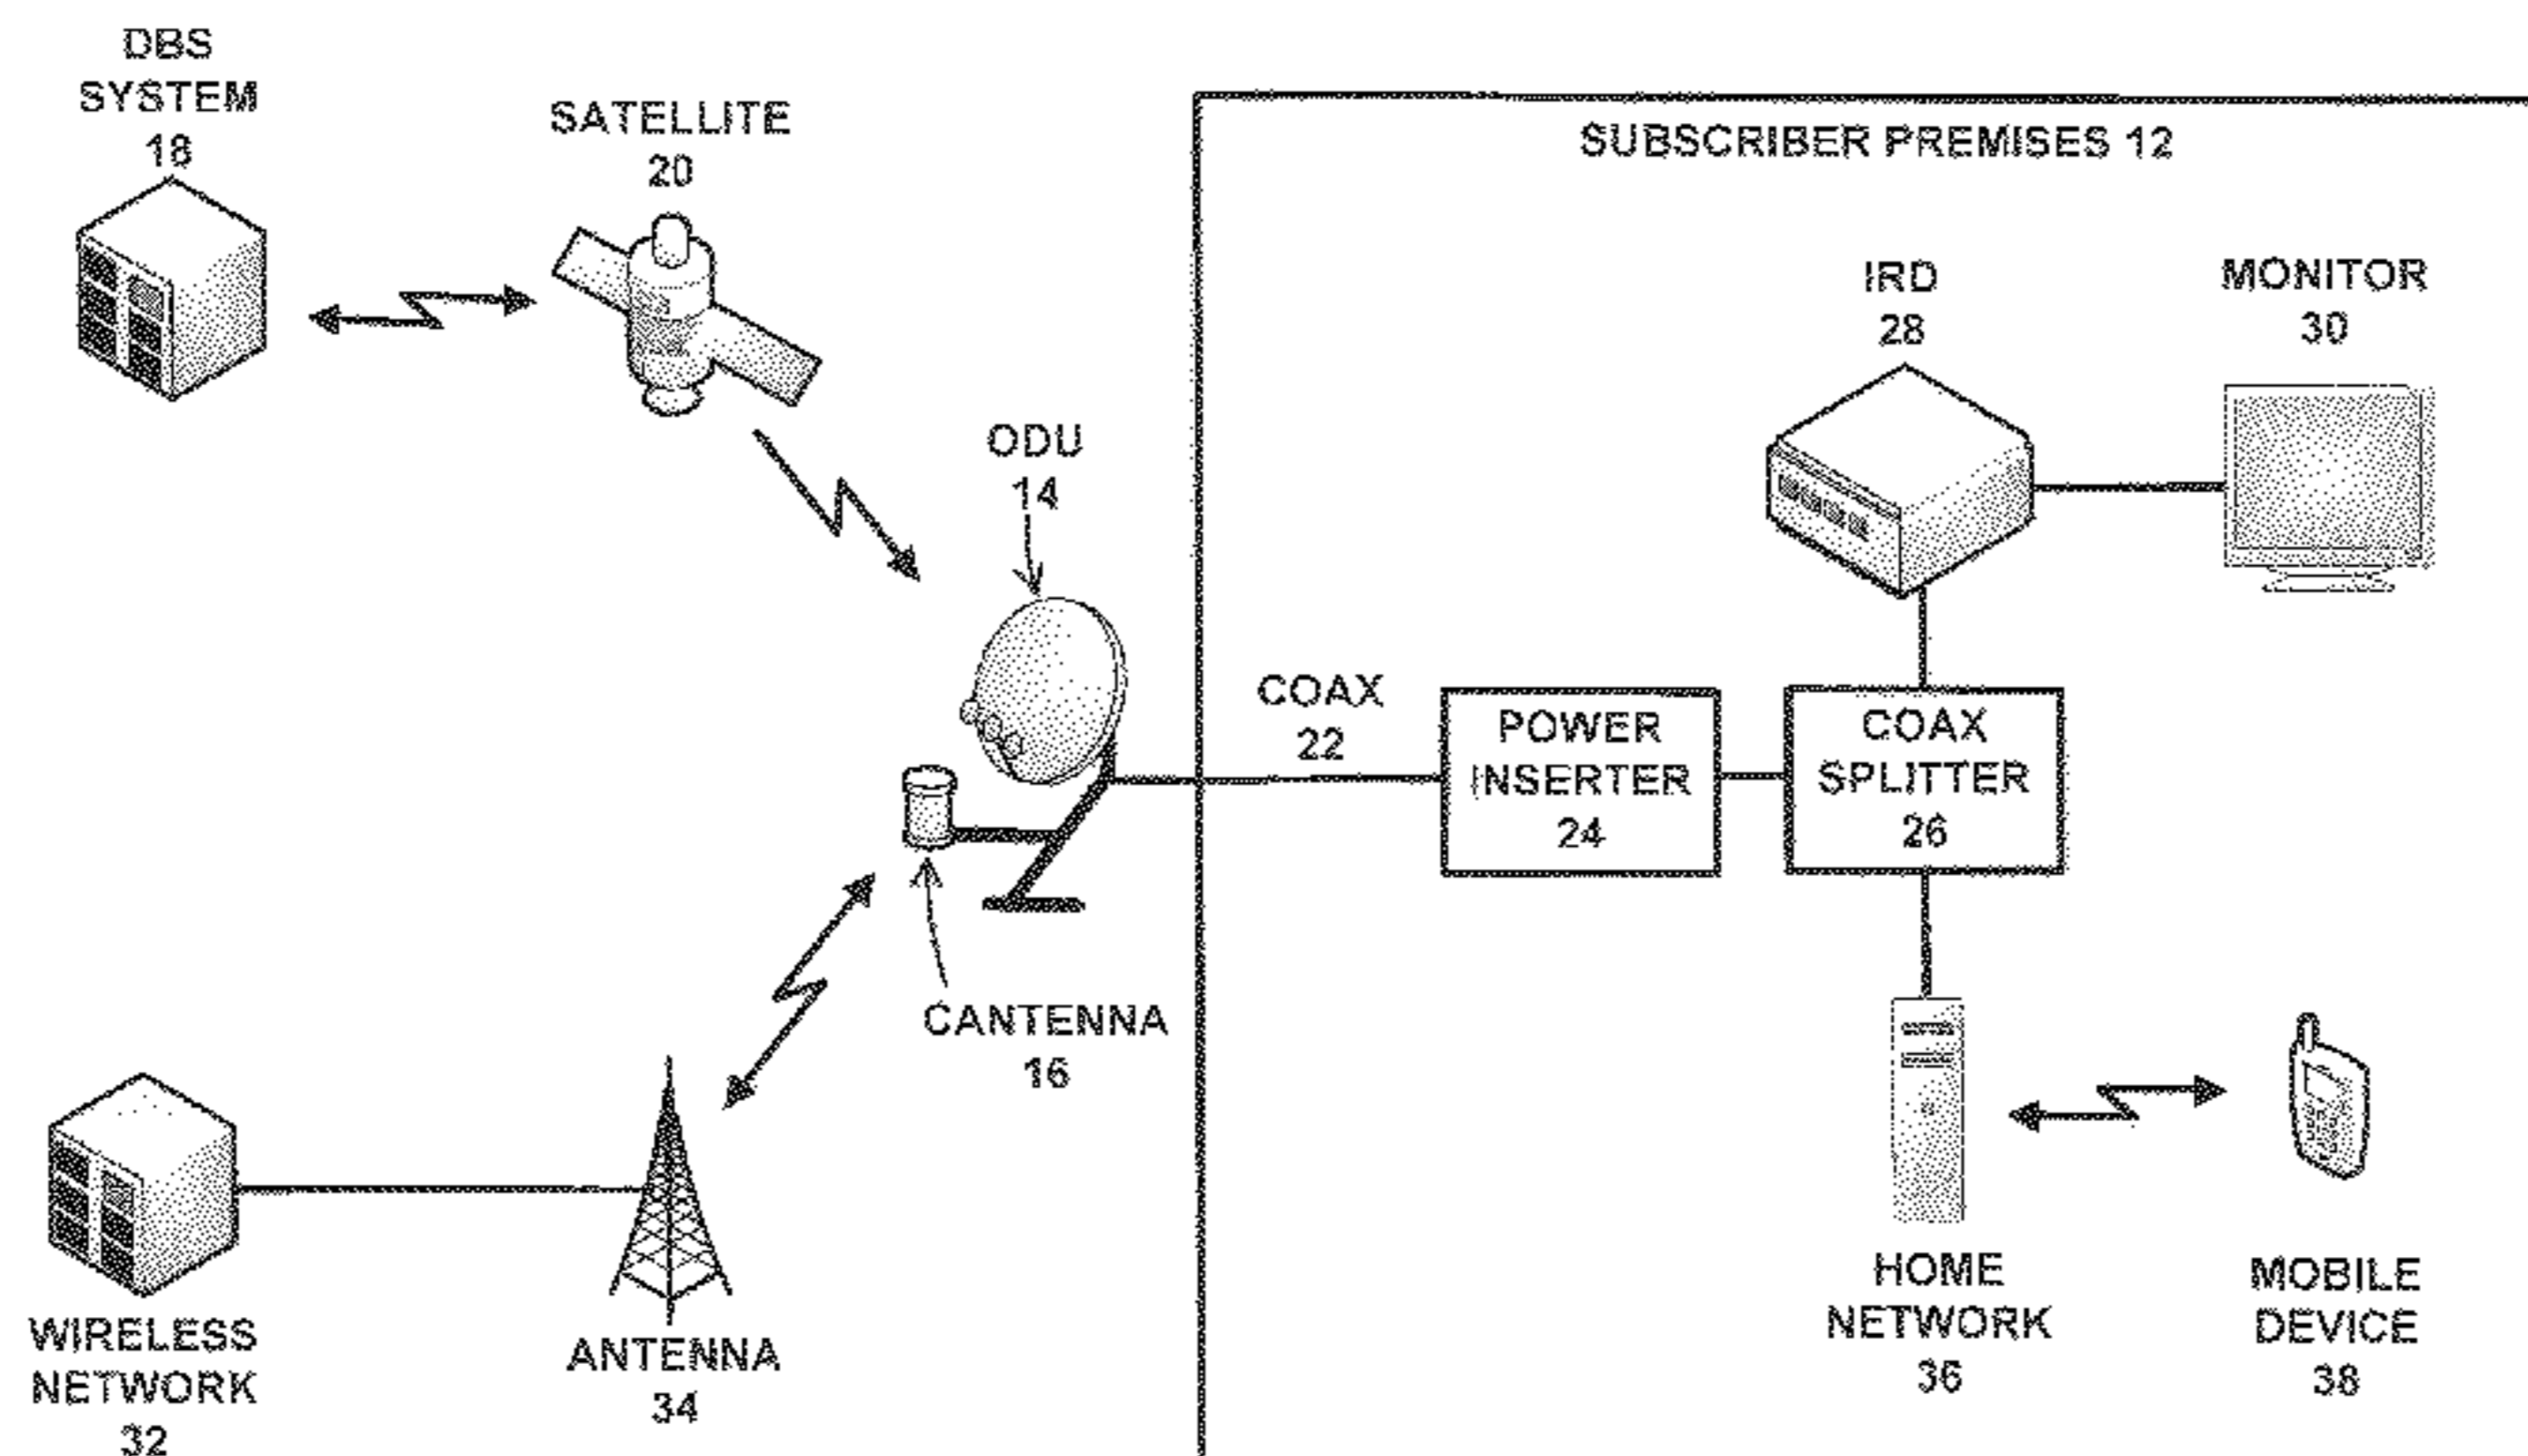 DBS
SYSTEM
18
SATELLITE
20
SUBSCRIBER PREMISES 12
IRD
28
MONITOR
30
ODU
14
COAX
22
POWER
INSERTER
24
COAX
SPLITTER
26
CANTENNA
16
WIRELESS
NETWORK
32
ANTENNA
34
HOME
NETWORK
36
MOBILE
DEVICE
38